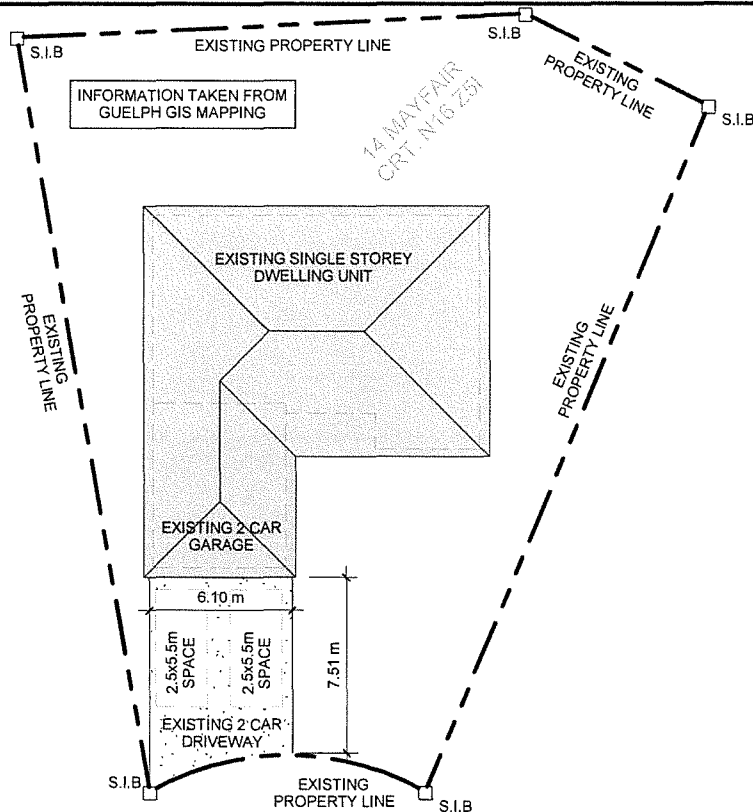 S.I.B
EXISTING PROPERTY LINE
S.I.B
EXISTING
PROPERTY LINE
S.I.B
INFORMATION TAKEN FROM
GUELPH GIS MAPPING
14 MAYFAIR
CRT. N1G Z5I
EXISTING SINGLE STOREY
DWELLING UNIT
EXISTING
PROPERTY LINE
EXISTING
PROPERTY LINE
EXISTING 2 CAR
GARAGE
6.10 m
2.5x5.5m
SPACE
2.5x5.5m
SPACE
7.51 m
EXISTING 2 CAR
DRIVEWAY
S.I.B
EXISTING
PROPERTY LINE
S.I.B